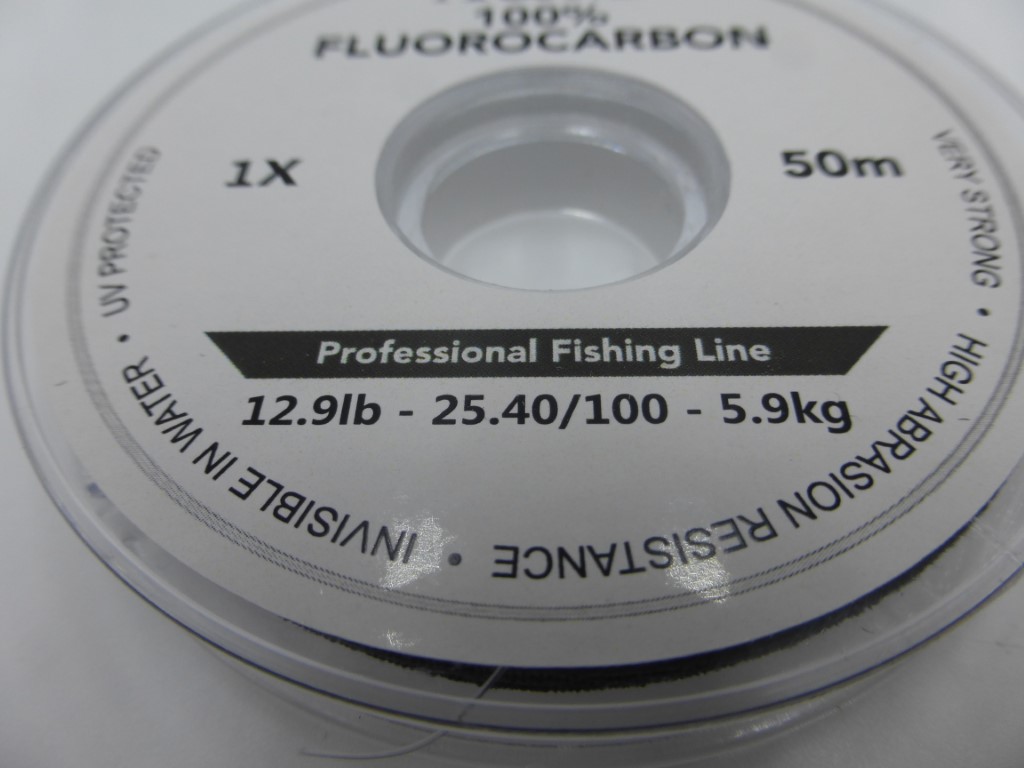 100%
FLUOROCARBON
1X
50m
Professional Fishing Line
12.9lb - 25.40/100 - 5.9kg
VERY STRONG • HIGH ABRASION RESISTANCE • INVISIBLE IN WATER • UV PROTECTED